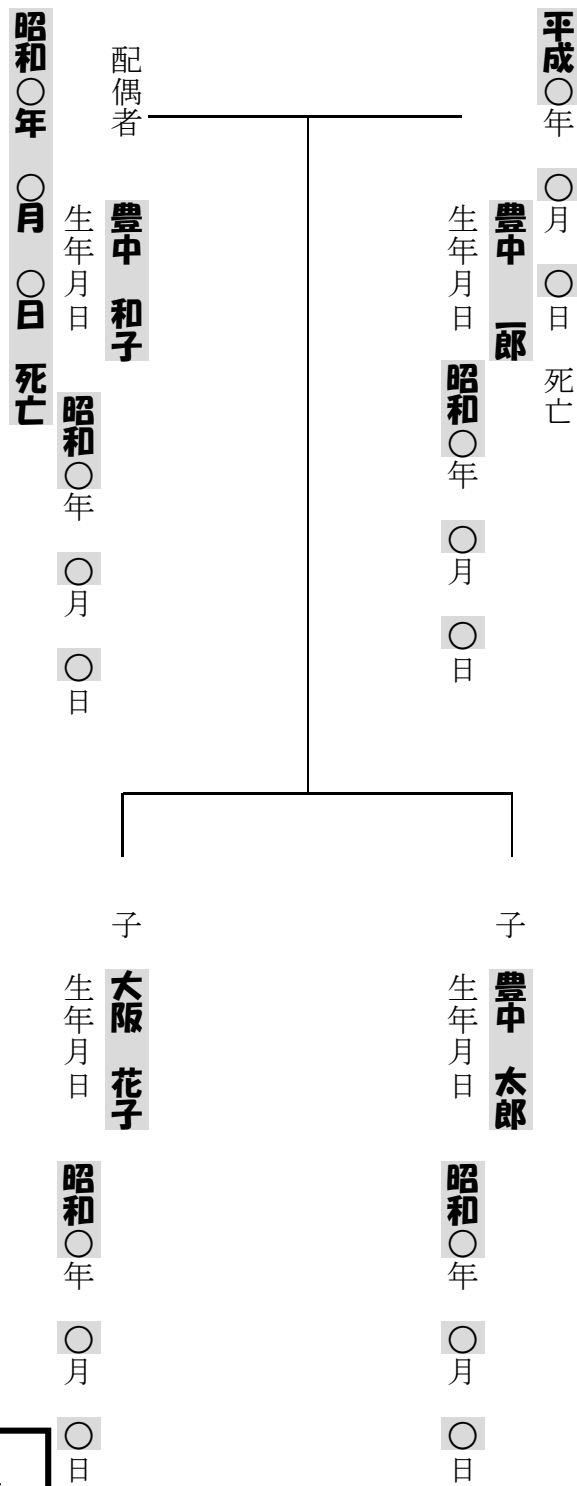 平成○年　○月　○日　死亡
豊中　一郎
生年月日　昭和○年　○月　○日
配偶者
豊中　和子
生年月日　昭和○年　○月　○日
昭和○年　○月　○日　死亡
子
豊中　太郎
生年月日　昭和○年　○月　○日
子
大阪　花子
生年月日　昭和○年　○月　○日